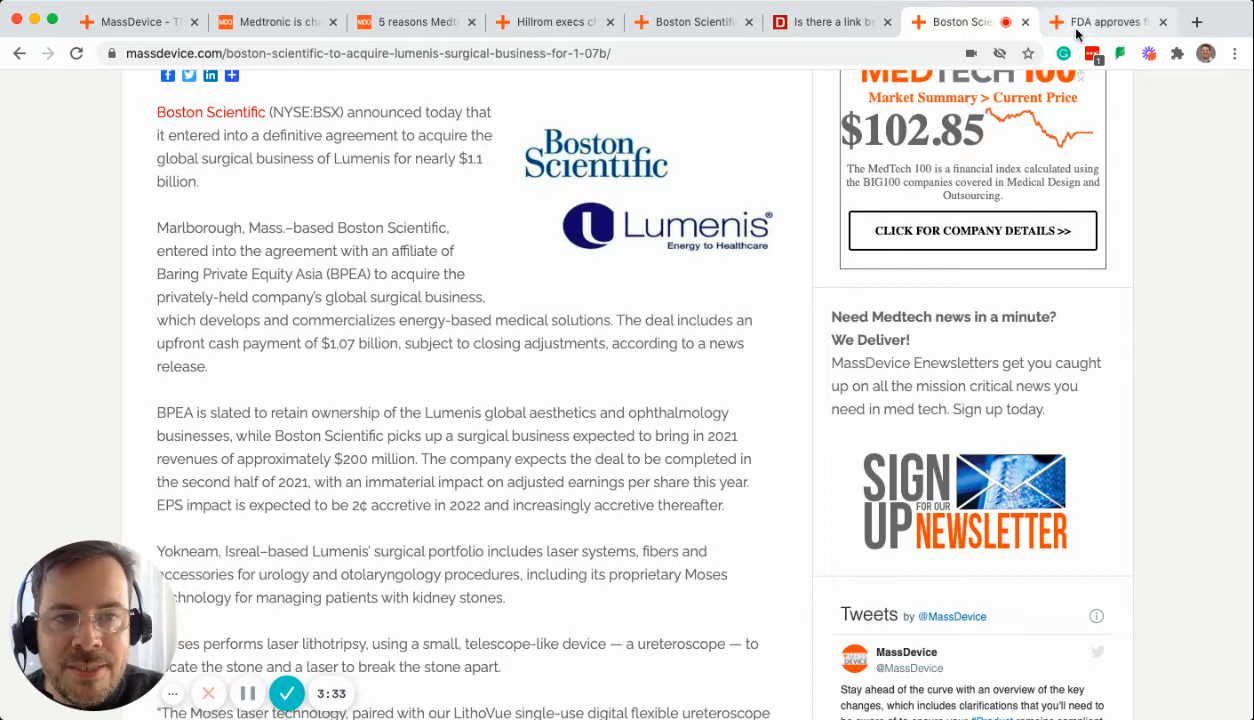 MassDevice - Ti
Medtronic is cha
5 reasons Medtr
Hillrom execs ch
Boston Scientifi
Is there a link be
Boston Scie
FDA approves fi
massdevice.com/boston-scientific-to-acquire-lumenis-surgical-business-for-1-07b/
1
Boston Scientific (NYSE:BSX) announced today that
it entered into a definitive agreement to acquire the
global surgical business of Lumenis for nearly $1.1
billion.
Boston
Scientific
Lumenis®
Energy to Healthcare
Marlborough, Mass.–based Boston Scientific,
entered into the agreement with an affiliate of
Baring Private Equity Asia (BPEA) to acquire the
privately-held company's global surgical business,
which develops and commercializes energy-based medical solutions. The deal includes an
upfront cash payment of $1.07 billion, subject to closing adjustments, according to a news
release.
BPEA is slated to retain ownership of the Lumenis global aesthetics and ophthalmology
businesses, while Boston Scientific picks up a surgical business expected to bring in 2021
revenues of approximately $200 million. The company expects the deal to be completed in
the second half of 2021, with an immaterial impact on adjusted earnings per share this year.
EPS impact is expected to be 2¢ accretive in 2022 and increasingly accretive thereafter.
Yokneam, Isreal–based Lumenis' surgical portfolio includes laser systems, fibers and
accessories for urology and otolaryngology procedures, including its proprietary Moses
technology for managing patients with kidney stones.
Moses performs laser lithotripsy, using a small, telescope-like device — a ureteroscope — to
locate the stone and a laser to break the stone apart.
"The Moses laser technology, paired with our LithoVue single-use digital flexible ureteroscope
3:33
MEDTECH 100
Market Summary > Current Price
$102.85
The MedTech 100 is a financial index calculated using
the BIG100 companies covered in Medical Design and
Outsourcing.
CLICK FOR COMPANY DETAILS >>
Need Medtech news in a minute?
We Deliver!
MassDevice Enewsletters get you caught
up on all the mission critical news you
need in med tech. Sign up today.
SIGN
UP FOR OUR
NEWSLETTER
Tweets by @MassDevice
MASS
DEVICE
MassDevice
@MassDevice
Stay ahead of the curve with an overview of the key
changes, which includes clarifications that you'll need to